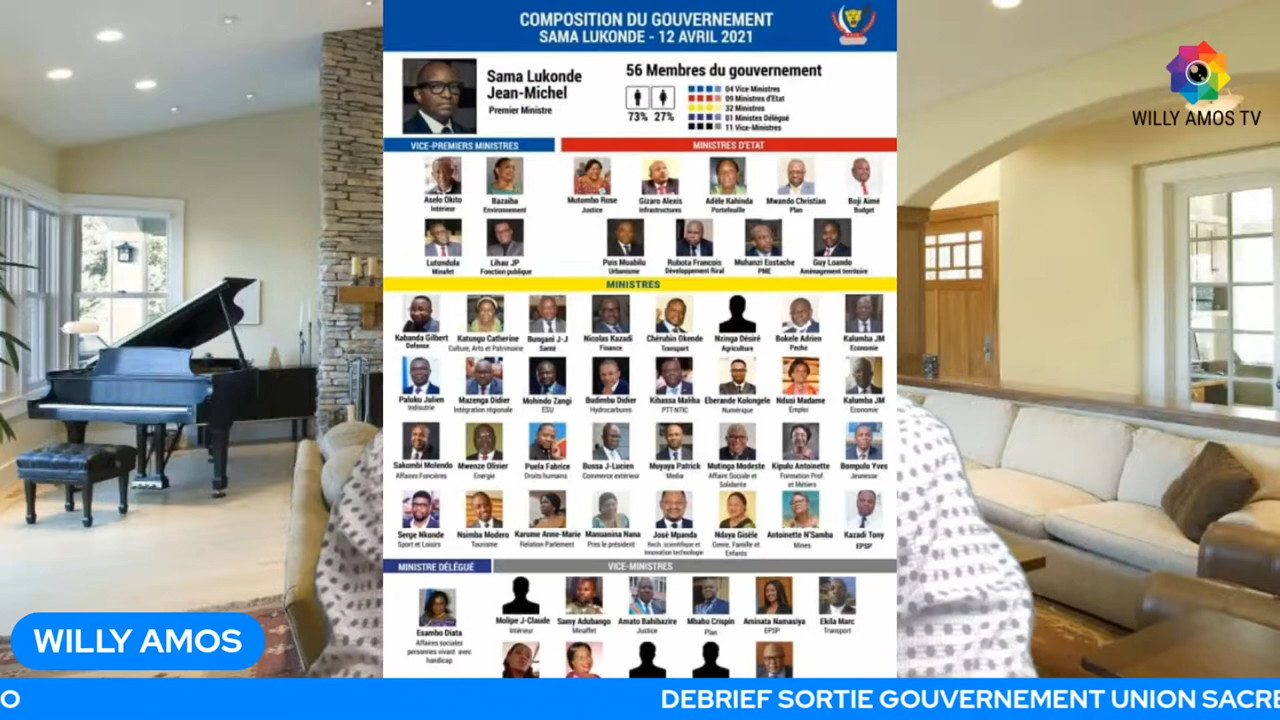 COMPOSITION DU GOUVERNEMENT
SAMA LUKONDE - 12 AVRIL 2021
WILLY AMOS TV
Sama Lukonde
Jean-Michel
Premier Ministre
56 Membres du gouvernement
73% 27%
04 Vice Ministres
09 Ministres d'Etat
32 Ministres
01 Ministes Délégué
11 Vice-Ministres
VICE-PREMIERS MINISTRES
MINISTRES D'ETAT
Aselo Okito Bazaiba Mutombo Rose Gizaro Alexis Adèle Kahinda Mwando Christian Boji Aimé
Intérieur Environnement Justice Infrastructures Portefeuille Plan Budget
Lutundula Lihau JP Puis Muabilu Rubota Francois Muhanzi Eustache Guy Loando
Minafet Fonction publique Urbanisme Développement Riral PME Aménagement territoire
MINISTRES
Kabanda Gilbert Katungu Catherine Bungani J-J Nicolas Kazadi Chérubin Okende Nzinga Désiré Bokele Adrien Kalumba JM
Defense Culture, Arts et Patrimoine Santé Finance Transport Agriculture Peche Economie
Paluku Julien Mazenga Didier Mohindo Zangi Budimbu Didier Kibassa Maliba Eberande Kolongele Ndusi Madame Kalumba JM
Indisutrie Intégration régionale ESU Hydrocarbures PTT NTIC Numérique Emploi Economie
Sakombi Molendo Mwenze Olivier Puela Fabrice Bussa J-Lucien Muyaya Patrick Mutinga Modeste Kipulu Antoinette Bompule Yves
Affaires Foncières Energie Droits humains Commerce extérieur Media Affaire Sociale et Formation Prof. Jeunesse
Solidarite et Métiers
Serge Nkonde Nsimba Modero Karume Anne-Marie Manuanina Nana José Mpanda Ndaya Gisèle Antoinette N'Samba Kazadi Tony
Sport et Loisirs Tourisme Relation Parlement Pres le président Rech. scientifique et Genre, Famille et Mines EPSP
Innovation technologie Enfants
MINISTRE DÉLÉGUÉ
VICE-MINISTRES
Esambo Diata
Affaires sociales
personnes vivant avec
handicap
Molipe J-Claude Samy Adubango Amato Bahibazire Mbabu Crispin Aminata Namasiya Ekila Marc
Intérieur Minaffet Justice Plan EPSP Transport
WILLY AMOS
O
DEBRIEF SORTIE GOUVERNEMENT UNION SACRE